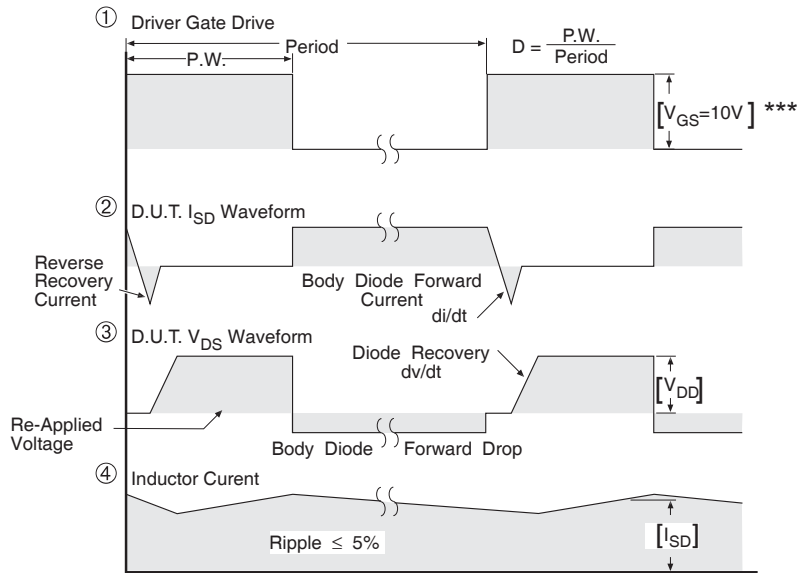 ① Driver Gate Drive
Period
P.W.
D = P.W. / Period
[VGS=10V] ***
② D.U.T. ISD Waveform
Reverse
Recovery
Current
Body Diode Forward
Current
di/dt
③ D.U.T. VDS Waveform
Diode Recovery
dv/dt
[VDD]
Re-Applied
Voltage
Body Diode Forward Drop
④ Inductor Curent
Ripple ≤ 5%
[ISD]